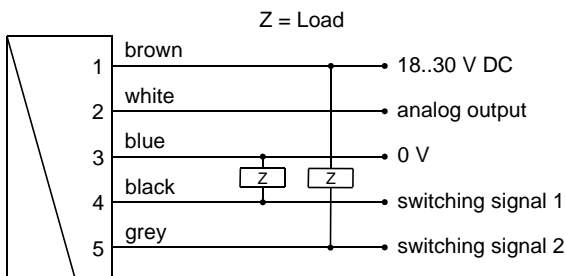 Z = Load
1 brown 18..30 V DC
2 white analog output
3 blue 0 V
Z Z
4 black switching signal 1
5 grey switching signal 2